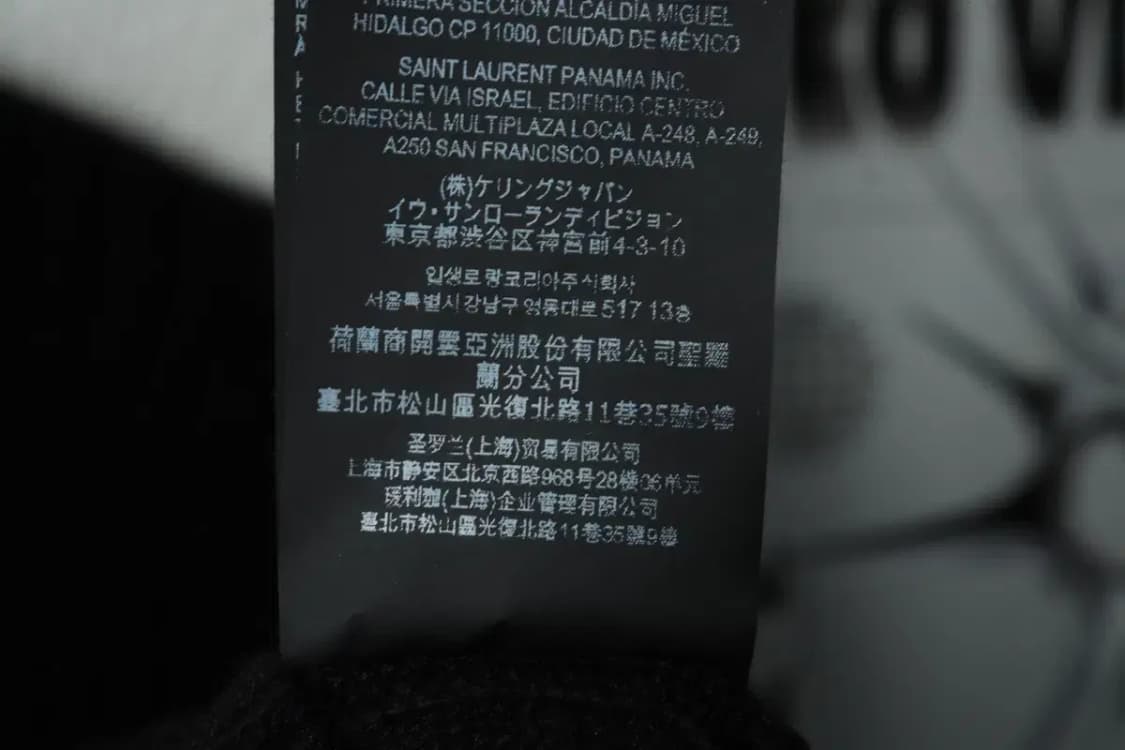 PRIMERA SECCION ALCALDÍA MIGUEL
HIDALGO CP 11000, CIUDAD DE MÉXICO
SAINT LAURENT PANAMA INC.
CALLE VIA ISRAEL, EDIFICIO CENTRO
COMERCIAL MULTIPLAZA LOCAL A-248, A-249,
A250 SAN FRANCISCO, PANAMA
(株)ケリングジャパン
イヴ・サンローランディビジョン
東京都渋谷区神宮前4-3-10
입생로랑코리아주식회사
서울특별시강남구영동대로517 13층
荷蘭商開雲亞洲股份有限公司聖羅
蘭分公司
臺北市松山區光復北路11巷35號9樓
圣罗兰(上海)贸易有限公司
上海市静安区北京西路968号28楼06单元
(上海)企业管理有限公司
臺北市松山區光復北路11巷35號9樓